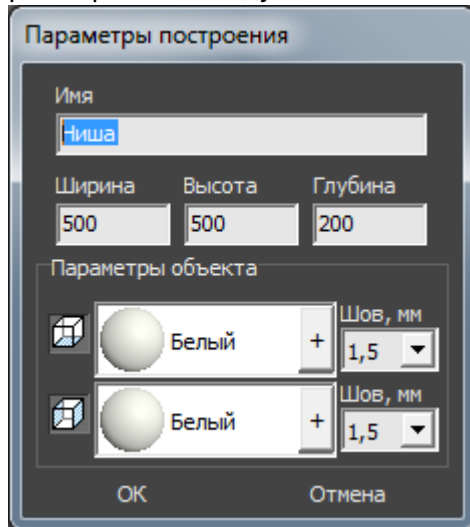 Параметры построения
Имя
Ниша
Ширина Высота Глубина
500 500 200
Параметры объекта
Шов, мм
Белый + 1,5
Шов, мм
Белый + 1,5
ОК Отмена